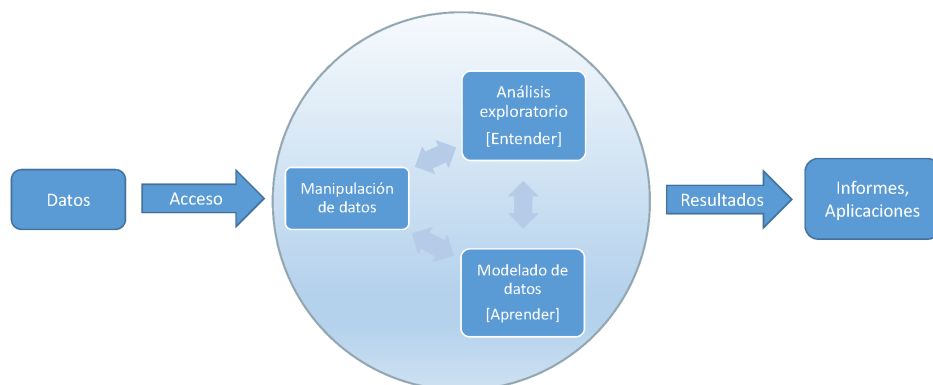 Datos
Acceso
Manipulación
de datos
Análisis
exploratorio
[Entender]
Modelado de
datos
[Aprender]
Resultados
Informes,
Aplicaciones